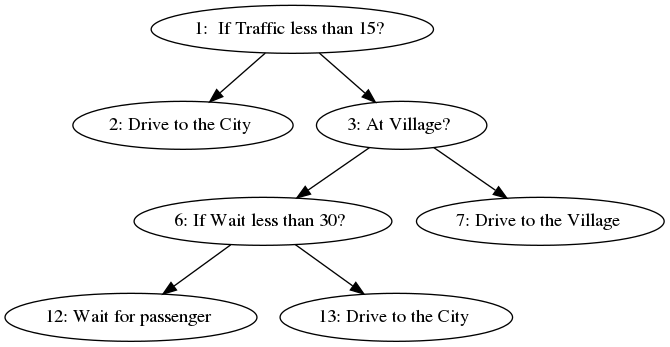 1:  If Traffic less than 15?
2: Drive to the City
3: At Village?
6: If Wait less than 30?
7: Drive to the Village
12: Wait for passenger
13: Drive to the City